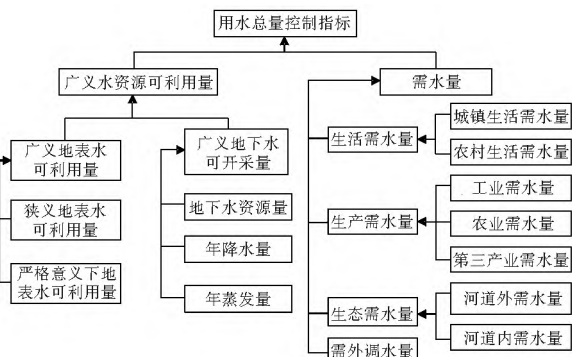 用水总量控制指标
广义水资源可利用量
需水量
广义地表水
可利用量
广义地下水
可开采量
生活需水量
城镇生活需水量
农村生活需水量
狭义地表水
可利用量
地下水资源量
生产需水量
工业需水量
农业需水量
第三产业需水量
年降水量
严格意义下地
表水可利用量
年蒸发量
生态需水量
河道外需水量
河道内需水量
需外调水量